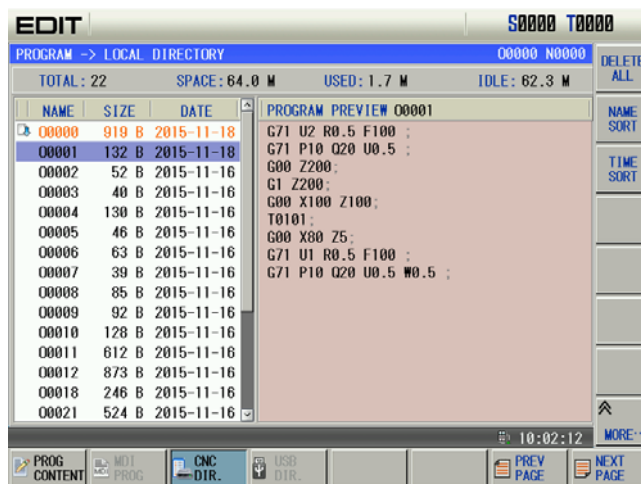 EDIT S0000 T0000
PROGRAM -> LOCAL DIRECTORY O0000 N0000
TOTAL: 22 SPACE: 64.0 M USED: 1.7 M IDLE: 62.3 M
DELETE
ALL
NAME
SORT
TIME
SORT
NAME SIZE DATE
O0000 919 B 2015-11-18
O0001 132 B 2015-11-18
O0002 52 B 2015-11-16
O0003 40 B 2015-11-16
O0004 130 B 2015-11-16
O0005 46 B 2015-11-16
O0006 63 B 2015-11-16
O0007 39 B 2015-11-16
O0008 85 B 2015-11-16
O0009 92 B 2015-11-16
O0010 128 B 2015-11-16
O0011 612 B 2015-11-16
O0012 873 B 2015-11-16
O0018 246 B 2015-11-16
O0021 524 B 2015-11-16
PROGRAM PREVIEW O0001
G71 U2 R0.5 F100 ;
G71 P10 Q20 U0.5 ;
G00 Z200;
G1 Z200;
G00 X100 Z100;
T0101;
G00 X80 Z5;
G71 U1 R0.5 F100 ;
G71 P10 Q20 U0.5 W0.5 ;
10:02:12
MORE··
PROG
CONTENT
MDI
PROG
CNC
DIR.
USB
DIR.
PREV
PAGE
NEXT
PAGE